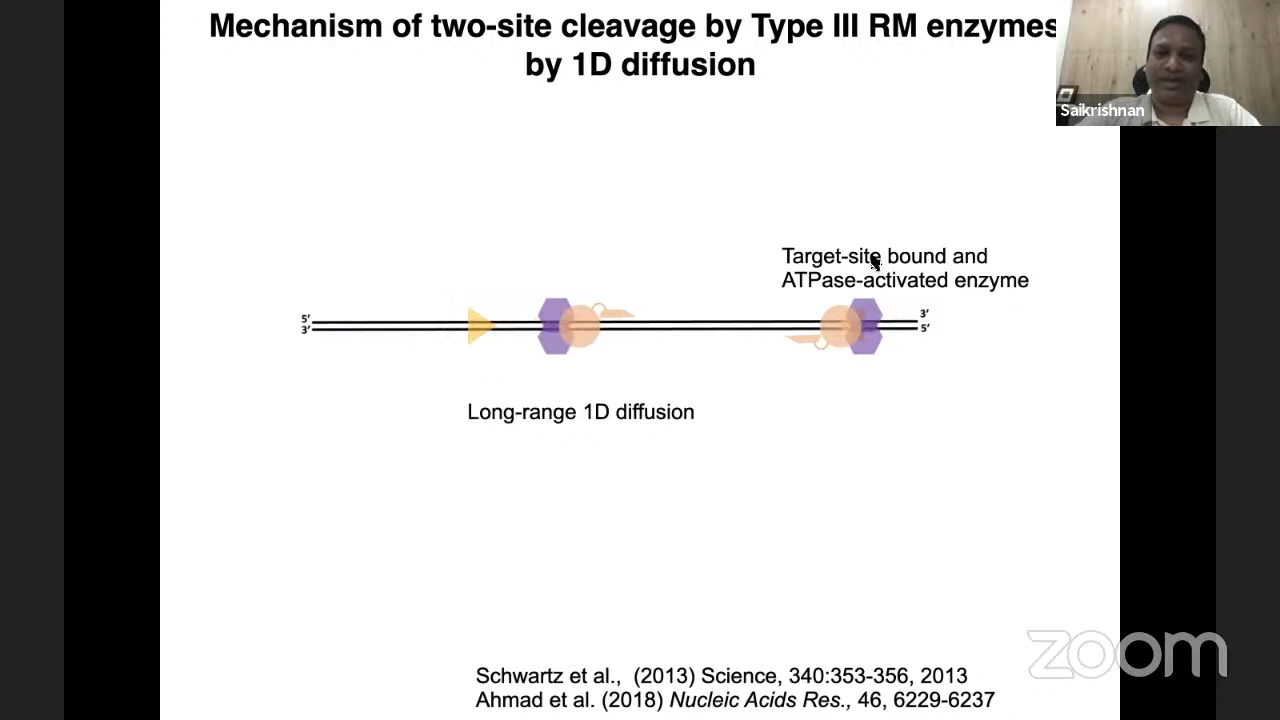 Mechanism of two-site cleavage by Type III RM enzymes
by 1D diffusion
Saikrishnan
Target-site bound and
ATPase-activated enzyme
5’
3’
3’
5’
Long-range 1D diffusion
zoom
Schwartz et al., (2013) Science, 340:353-356, 2013
Ahmad et al. (2018) Nucleic Acids Res., 46, 6229-6237